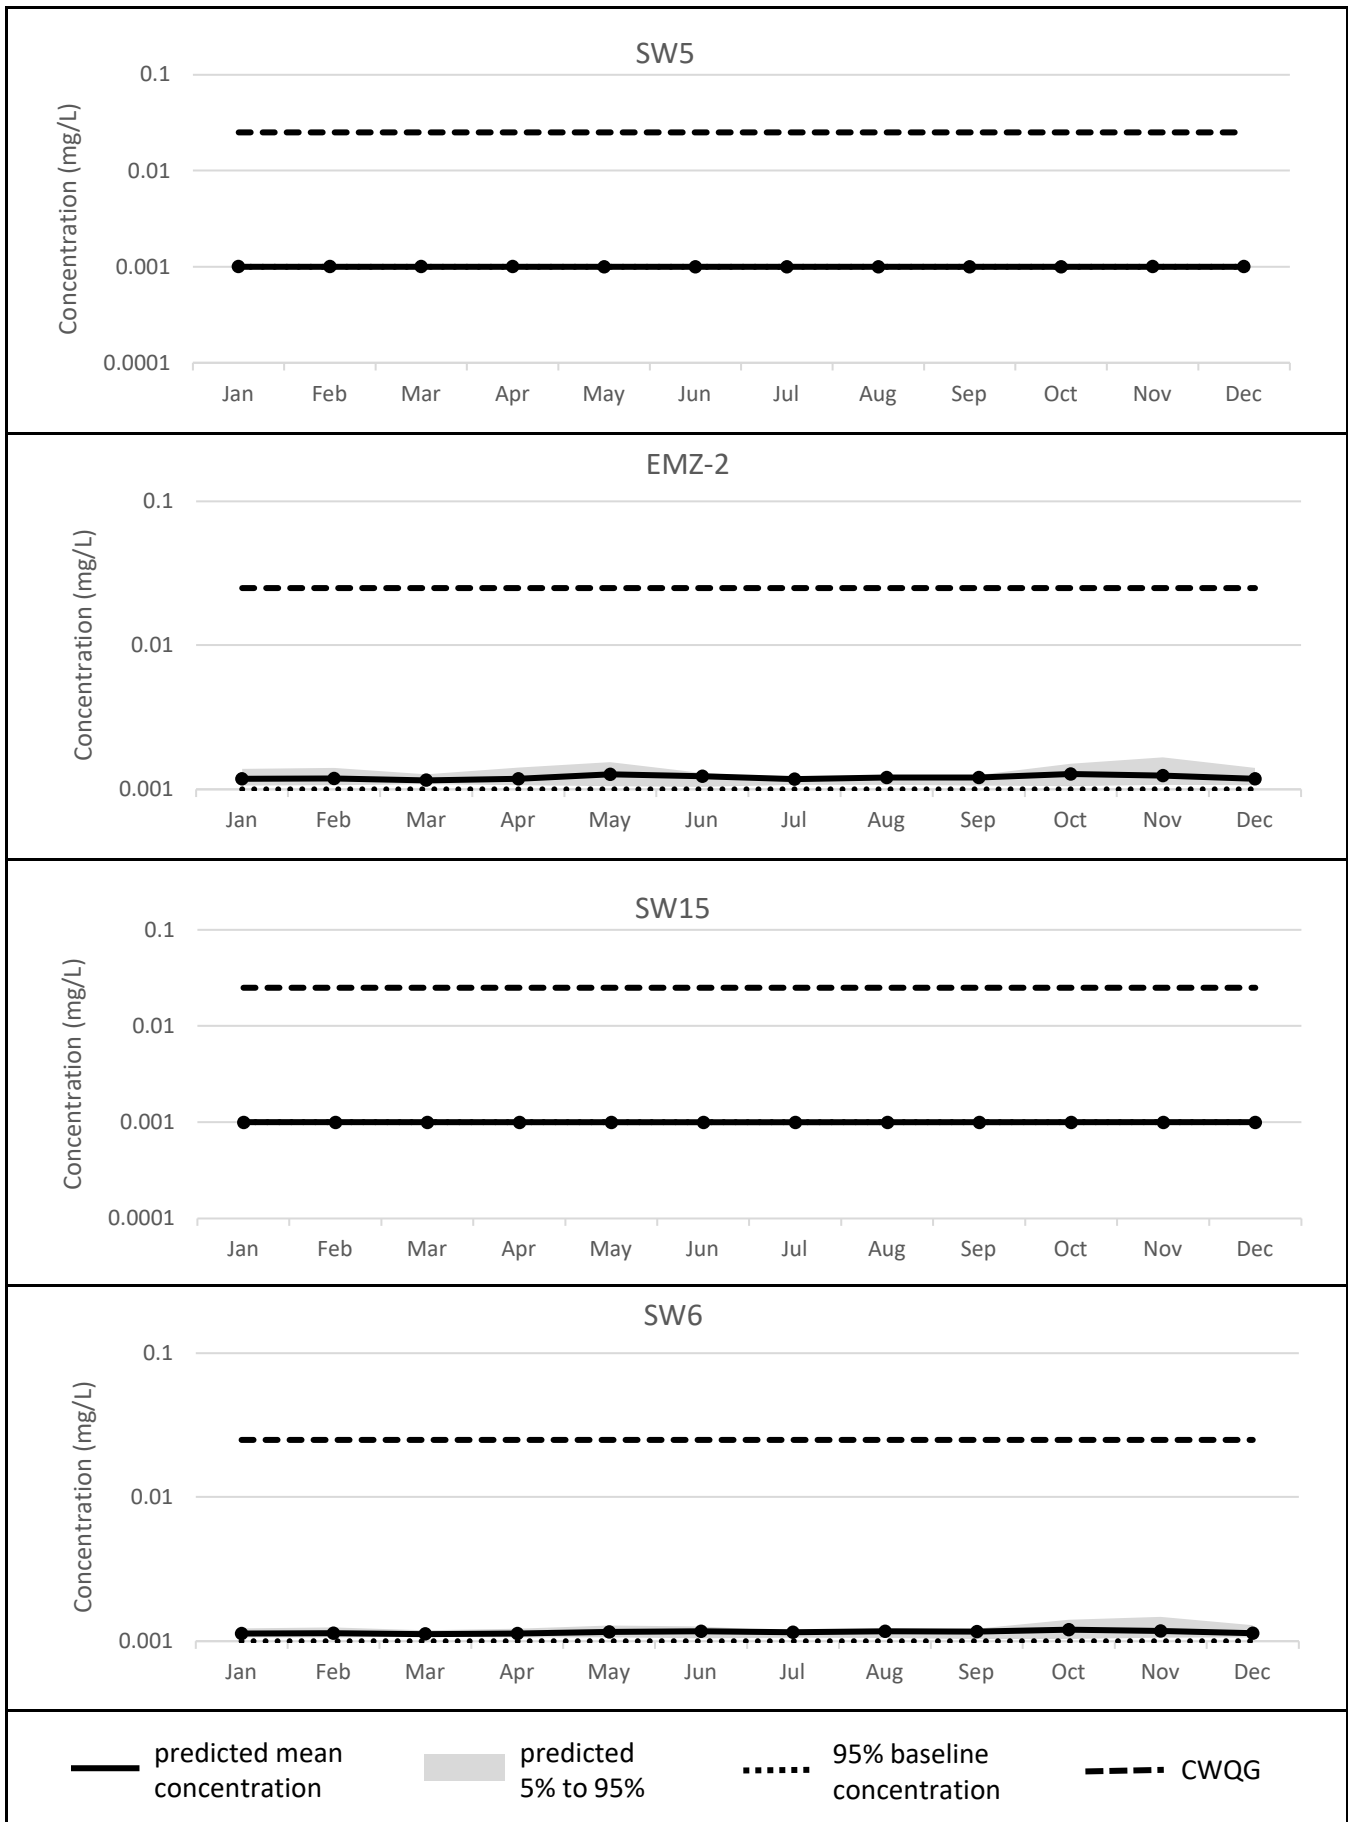 SW5
Concentration (mg/L)
0.1
0.01
0.001
0.0001
Jan Feb Mar Apr May Jun Jul Aug Sep Oct Nov Dec
EMZ-2
Concentration (mg/L)
0.1
0.01
0.001
Jan Feb Mar Apr May Jun Jul Aug Sep Oct Nov Dec
SW15
Concentration (mg/L)
0.1
0.01
0.001
0.0001
Jan Feb Mar Apr May Jun Jul Aug Sep Oct Nov Dec
SW6
Concentration (mg/L)
0.1
0.01
0.001
Jan Feb Mar Apr May Jun Jul Aug Sep Oct Nov Dec
predicted mean
concentration
predicted
5% to 95%
95% baseline
concentration
CWQG